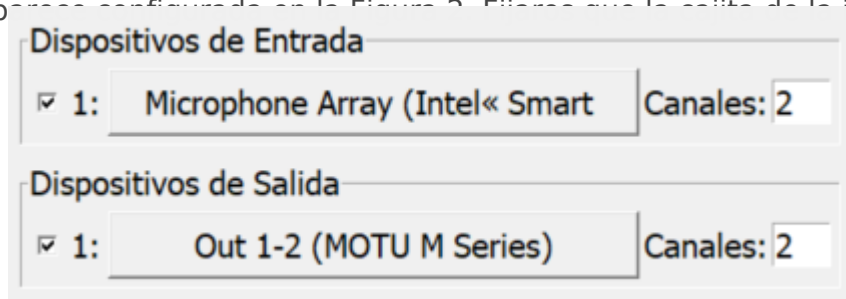 Dispositivos de Entrada
1: Microphone Array (Intel« Smart Canales: 2
Dispositivos de Salida
1: Out 1-2 (MOTU M Series) Canales: 2